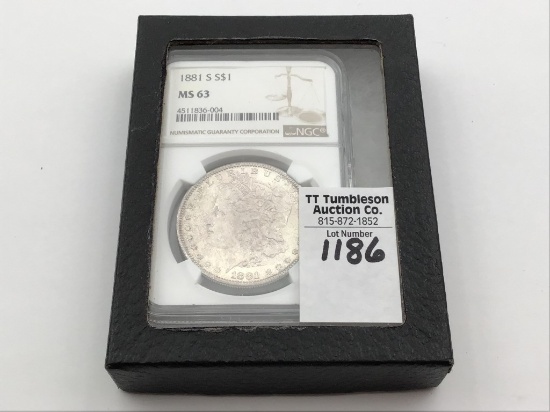 1881 S S$1
MS 63
4511836-004
NUMISMATIC GUARANTY CORPORATION
NGC
TT Tumbleson
Auction Co.
815-872-1852
Lot Number
1186
1881